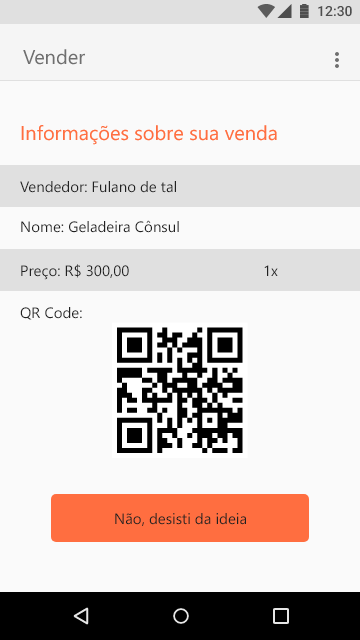 12:30
Vender
Informações sobre sua venda
Vendedor: Fulano de tal
Nome: Geladeira Cônsul
Preço: R$ 300,00 1x
QR Code:
Não, desisti da ideia